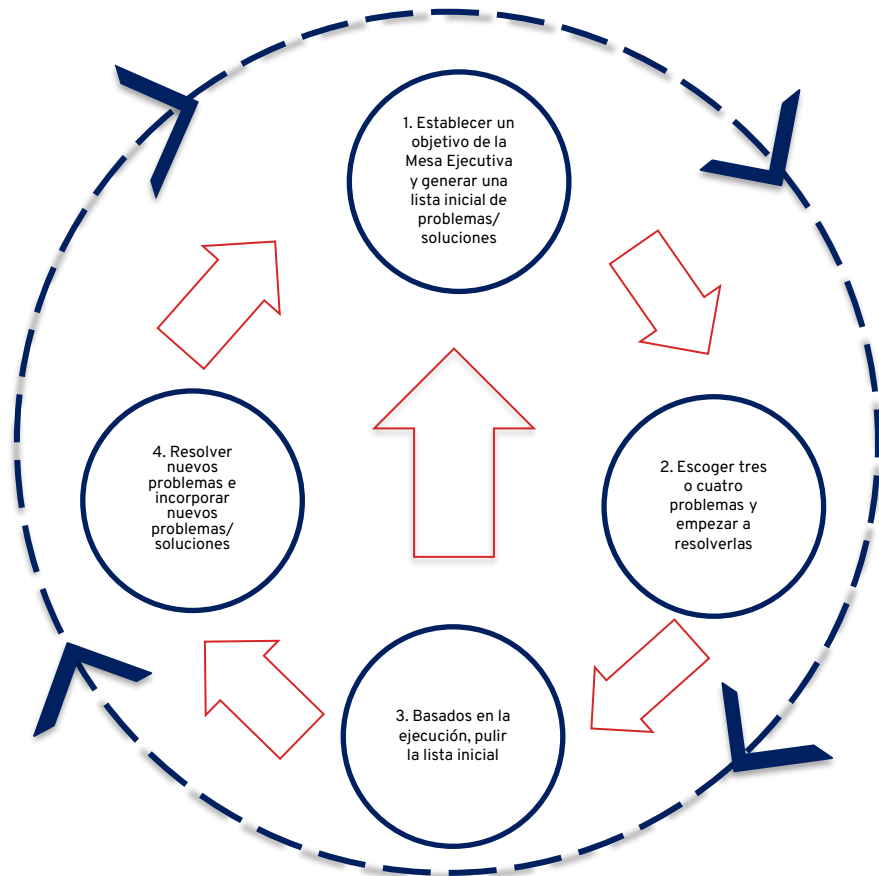 1. Establecer un
objetivo de la
Mesa Ejecutiva
y generar una
lista inicial de
problemas/
soluciones
2. Escoger tres
o cuatro
problemas y
empezar a
resolverlas
3. Basados en la
ejecución, pulir
la lista inicial
4. Resolver
nuevos
problemas e
incorporar
nuevos
problemas/
soluciones